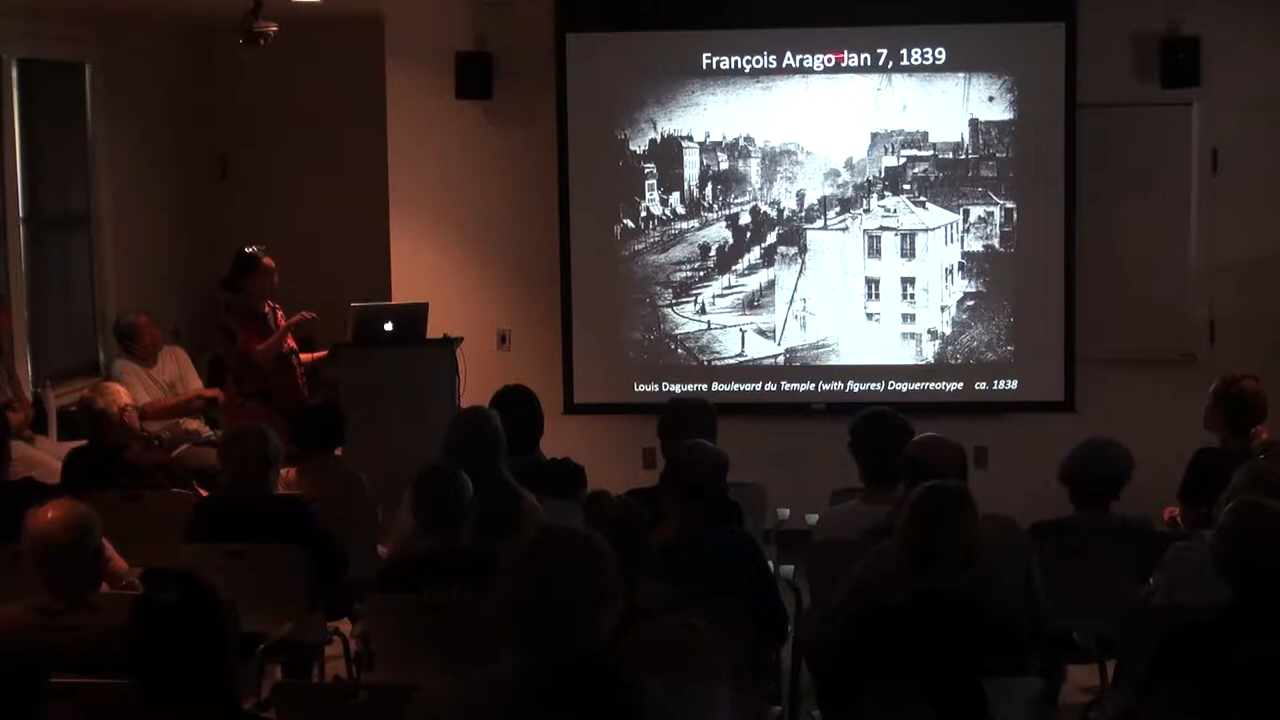 François Arago Jan 7, 1839
Louis Daguerre Boulevard du Temple (with figures) Daguerreotype ca. 1838